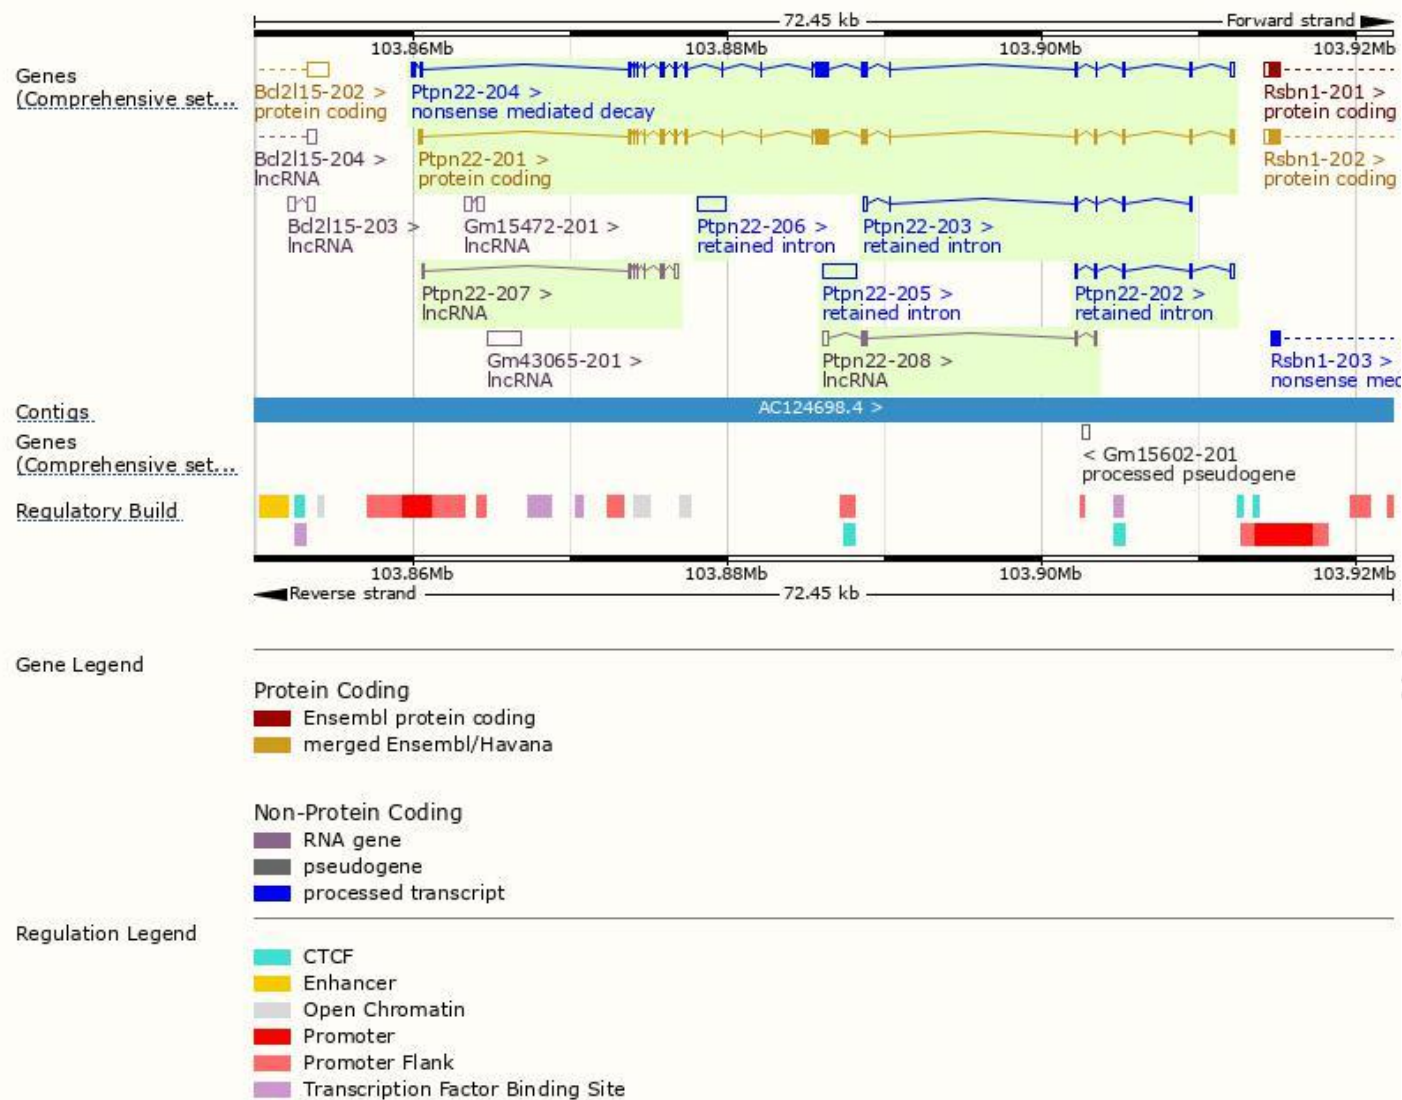 72.45 kb Forward strand
103.86Mb 103.88Mb 103.90Mb 103.92Mb
Genes
(Comprehensive set...
Bcl2l15-202 > Ptpn22-204 > Rsbn1-201 >
protein coding nonsense mediated decay protein coding
Bcl2l15-204 > Ptpn22-201 > Rsbn1-202 >
lncRNA protein coding protein coding
Bcl2l15-203 > Gm15472-201 > Ptpn22-206 > Ptpn22-203 >
lncRNA lncRNA retained intron retained intron
Ptpn22-207 > Ptpn22-205 > Ptpn22-202 >
lncRNA retained intron retained intron
Gm43065-201 > Ptpn22-208 > Rsbn1-203 >
lncRNA lncRNA nonsense med
Contigs AC124698.4 >
Genes
(Comprehensive set...
< Gm15602-201
processed pseudogene
Regulatory Build
103.86Mb 103.88Mb 103.90Mb 103.92Mb
Reverse strand 72.45 kb
Gene Legend
Protein Coding
Ensembl protein coding
merged Ensembl/Havana
Non-Protein Coding
RNA gene
pseudogene
processed transcript
Regulation Legend
CTCF
Enhancer
Open Chromatin
Promoter
Promoter Flank
Transcription Factor Binding Site